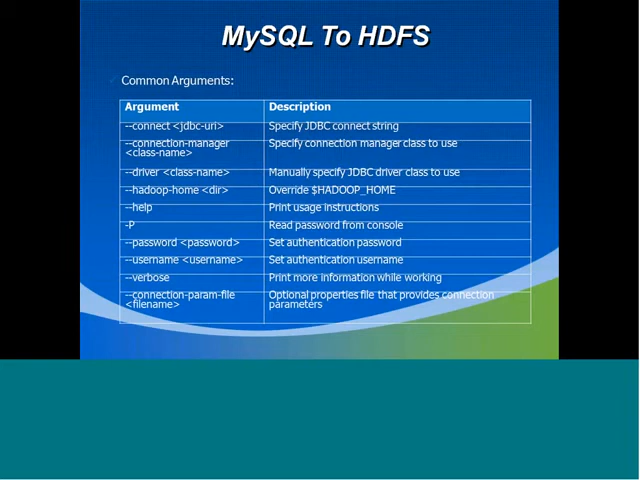 MySQL To HDFS
Common Arguments:
Argument Description
--connect <jdbc-uri> Specify JDBC connect string
--connection-manager Specify connection manager class to use
<class-name>
--driver <class-name> Manually specify JDBC driver class to use
--hadoop-home <dir> Override $HADOOP_HOME
--help Print usage instructions
-P Read password from console
--password <password> Set authentication password
--username <username> Set authentication username
--verbose Print more information while working
--connection-param-file Optional properties file that provides connection
<filename> parameters